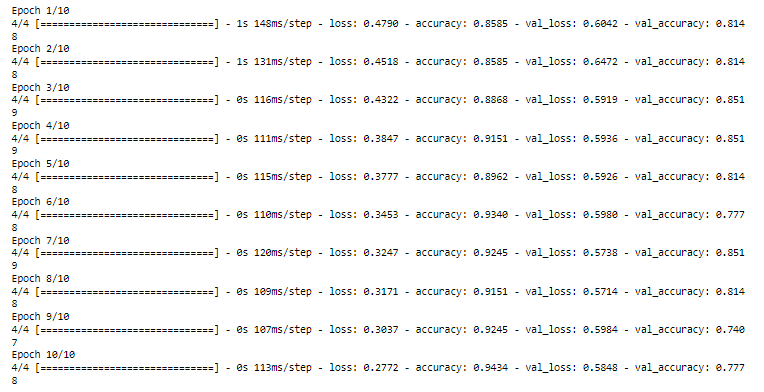 Epoch 1/10
4/4 [==============================] - 1s 148ms/step - loss: 0.4790 - accuracy: 0.8585 - val_loss: 0.6042 - val_accuracy: 0.814
8
Epoch 2/10
4/4 [==============================] - 1s 131ms/step - loss: 0.4518 - accuracy: 0.8585 - val_loss: 0.6472 - val_accuracy: 0.814
8
Epoch 3/10
4/4 [==============================] - 0s 116ms/step - loss: 0.4322 - accuracy: 0.8868 - val_loss: 0.5919 - val_accuracy: 0.851
9
Epoch 4/10
4/4 [==============================] - 0s 111ms/step - loss: 0.3847 - accuracy: 0.9151 - val_loss: 0.5936 - val_accuracy: 0.851
9
Epoch 5/10
4/4 [==============================] - 0s 115ms/step - loss: 0.3777 - accuracy: 0.8962 - val_loss: 0.5926 - val_accuracy: 0.814
8
Epoch 6/10
4/4 [==============================] - 0s 110ms/step - loss: 0.3453 - accuracy: 0.9340 - val_loss: 0.5980 - val_accuracy: 0.777
8
Epoch 7/10
4/4 [==============================] - 0s 120ms/step - loss: 0.3247 - accuracy: 0.9245 - val_loss: 0.5738 - val_accuracy: 0.851
9
Epoch 8/10
4/4 [==============================] - 0s 109ms/step - loss: 0.3171 - accuracy: 0.9151 - val_loss: 0.5714 - val_accuracy: 0.814
8
Epoch 9/10
4/4 [==============================] - 0s 107ms/step - loss: 0.3037 - accuracy: 0.9245 - val_loss: 0.5984 - val_accuracy: 0.740
7
Epoch 10/10
4/4 [==============================] - 0s 113ms/step - loss: 0.2772 - accuracy: 0.9434 - val_loss: 0.5848 - val_accuracy: 0.777
8